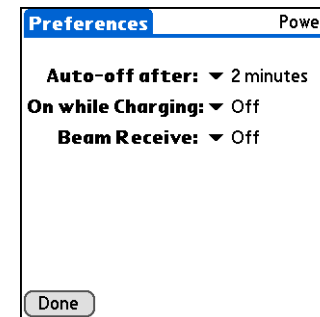 Preferences Powe
Auto-off after: 2 minutes
On while Charging: Off
Beam Receive: Off
Done